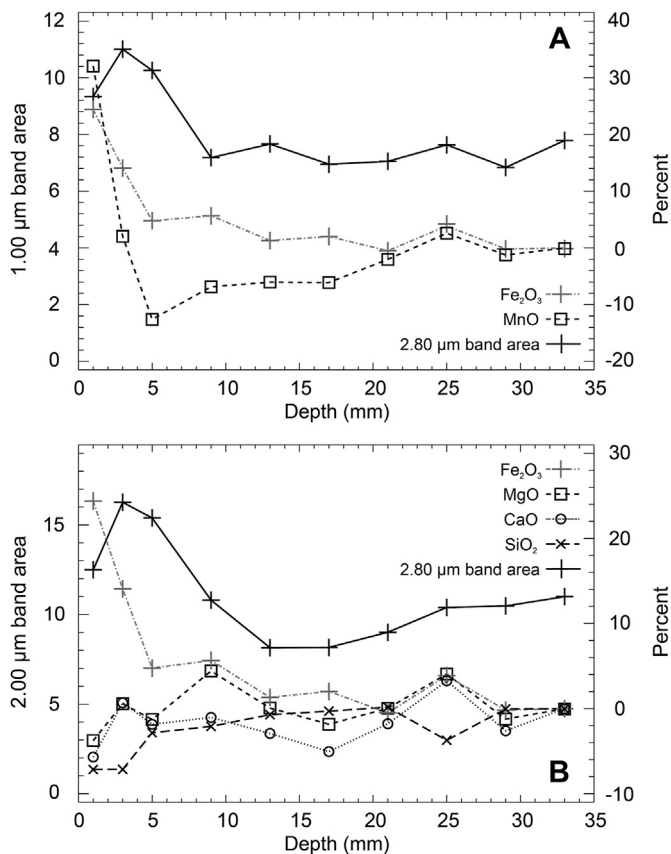 A
12
10
8
6
4
2
0
1.00 µm band area
40
30
20
10
0
-10
-20
Percent
Fe₂O₃
MnO
2.80 µm band area
0 5 10 15 20 25 30 35
Depth (mm)
15
10
5
0
2.00 µm band area
30
20
10
0
-10
Percent
Fe₂O₃
MgO
CaO
SiO₂
2.80 µm band area
B
0 5 10 15 20 25 30 35
Depth (mm)